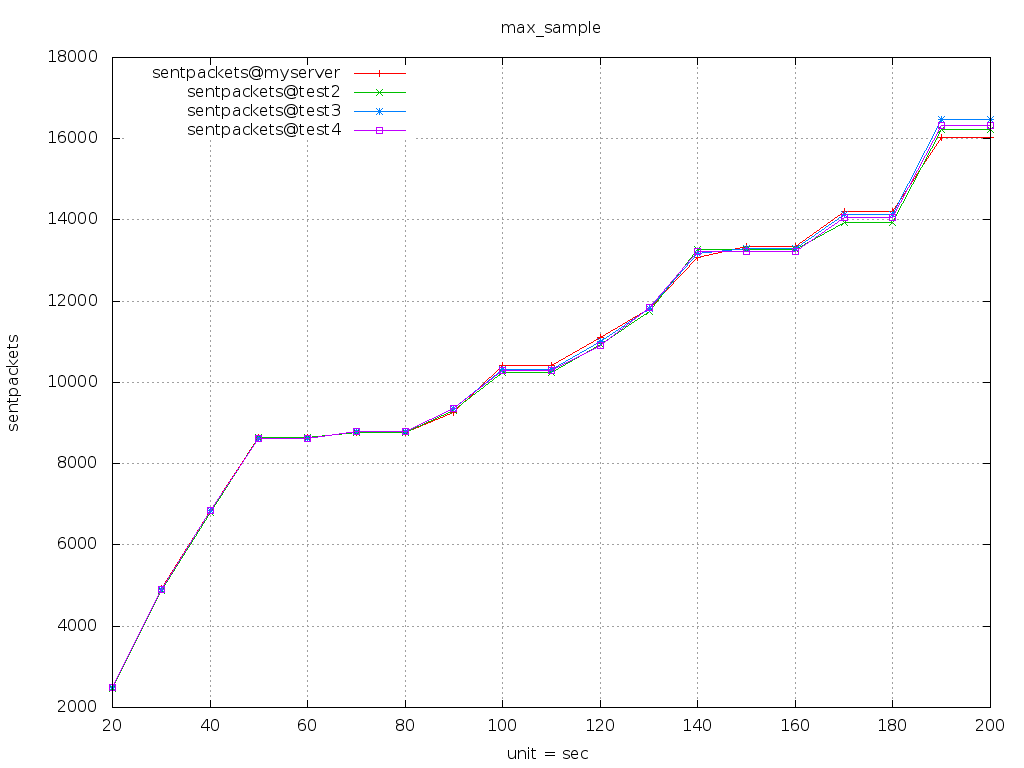 max_sample
18000
16000
14000
12000
10000
8000
6000
4000
2000
sentpackets
sentpackets@myserver
sentpackets@test2
sentpackets@test3
sentpackets@test4
20 40 60 80 100 120 140 160 180 200
unit = sec